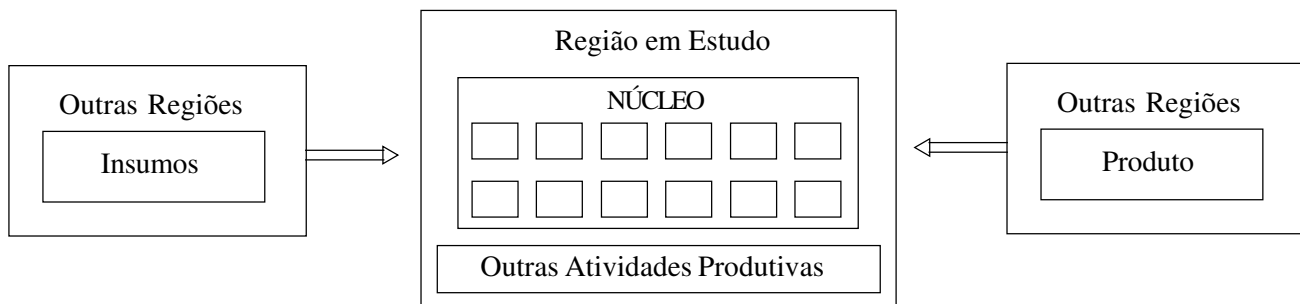 Outras Regiões
Insumos
Região em Estudo
NÚCLEO
Outras Atividades Produtivas
Outras Regiões
Produto